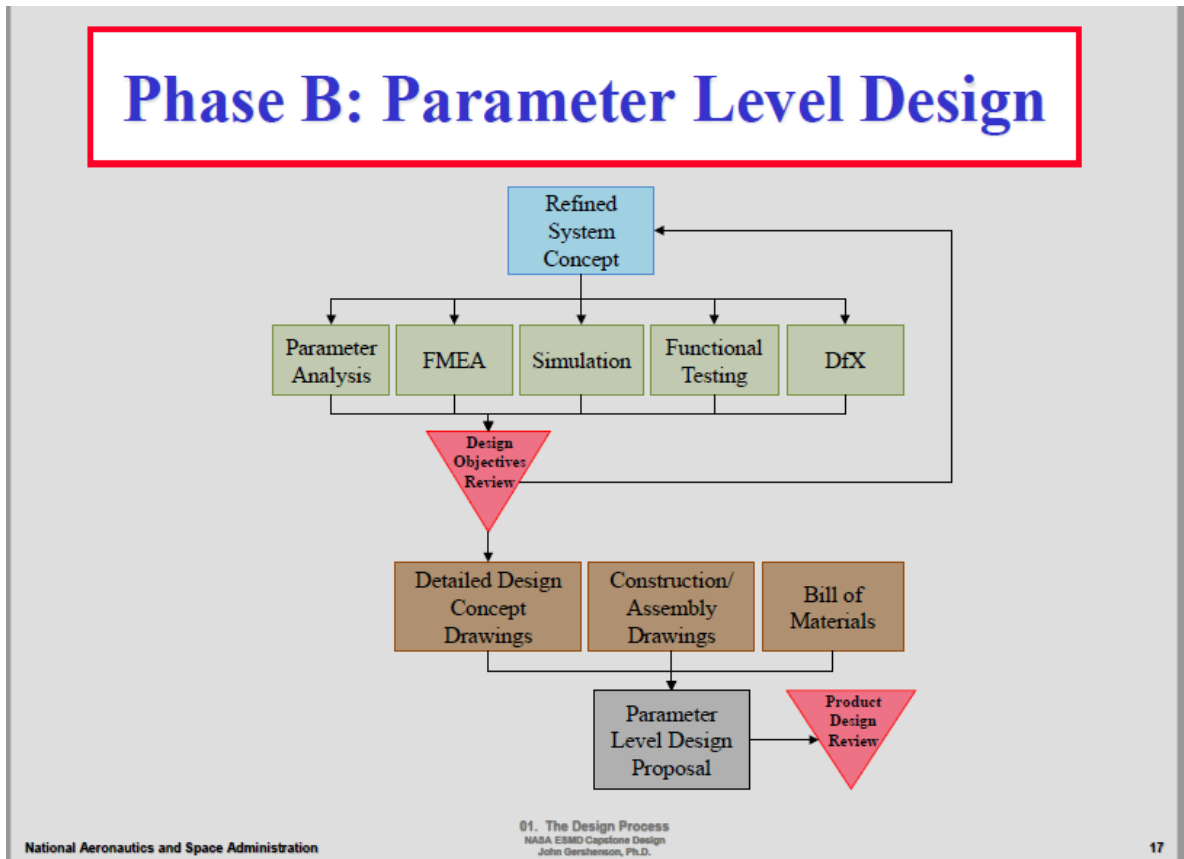 Phase B: Parameter Level Design
Refined
System
Concept
Parameter
Analysis
FMEA
Simulation
Functional
Testing
DfX
Design
Objectives
Review
Detailed Design
Concept
Drawings
Construction/
Assembly
Drawings
Bill of
Materials
Parameter
Level Design
Proposal
Product
Design
Review
01. The Design Process
NASA ESMD Capstone Design
John Gershenson, Ph.D.
National Aeronautics and Space Administration
17